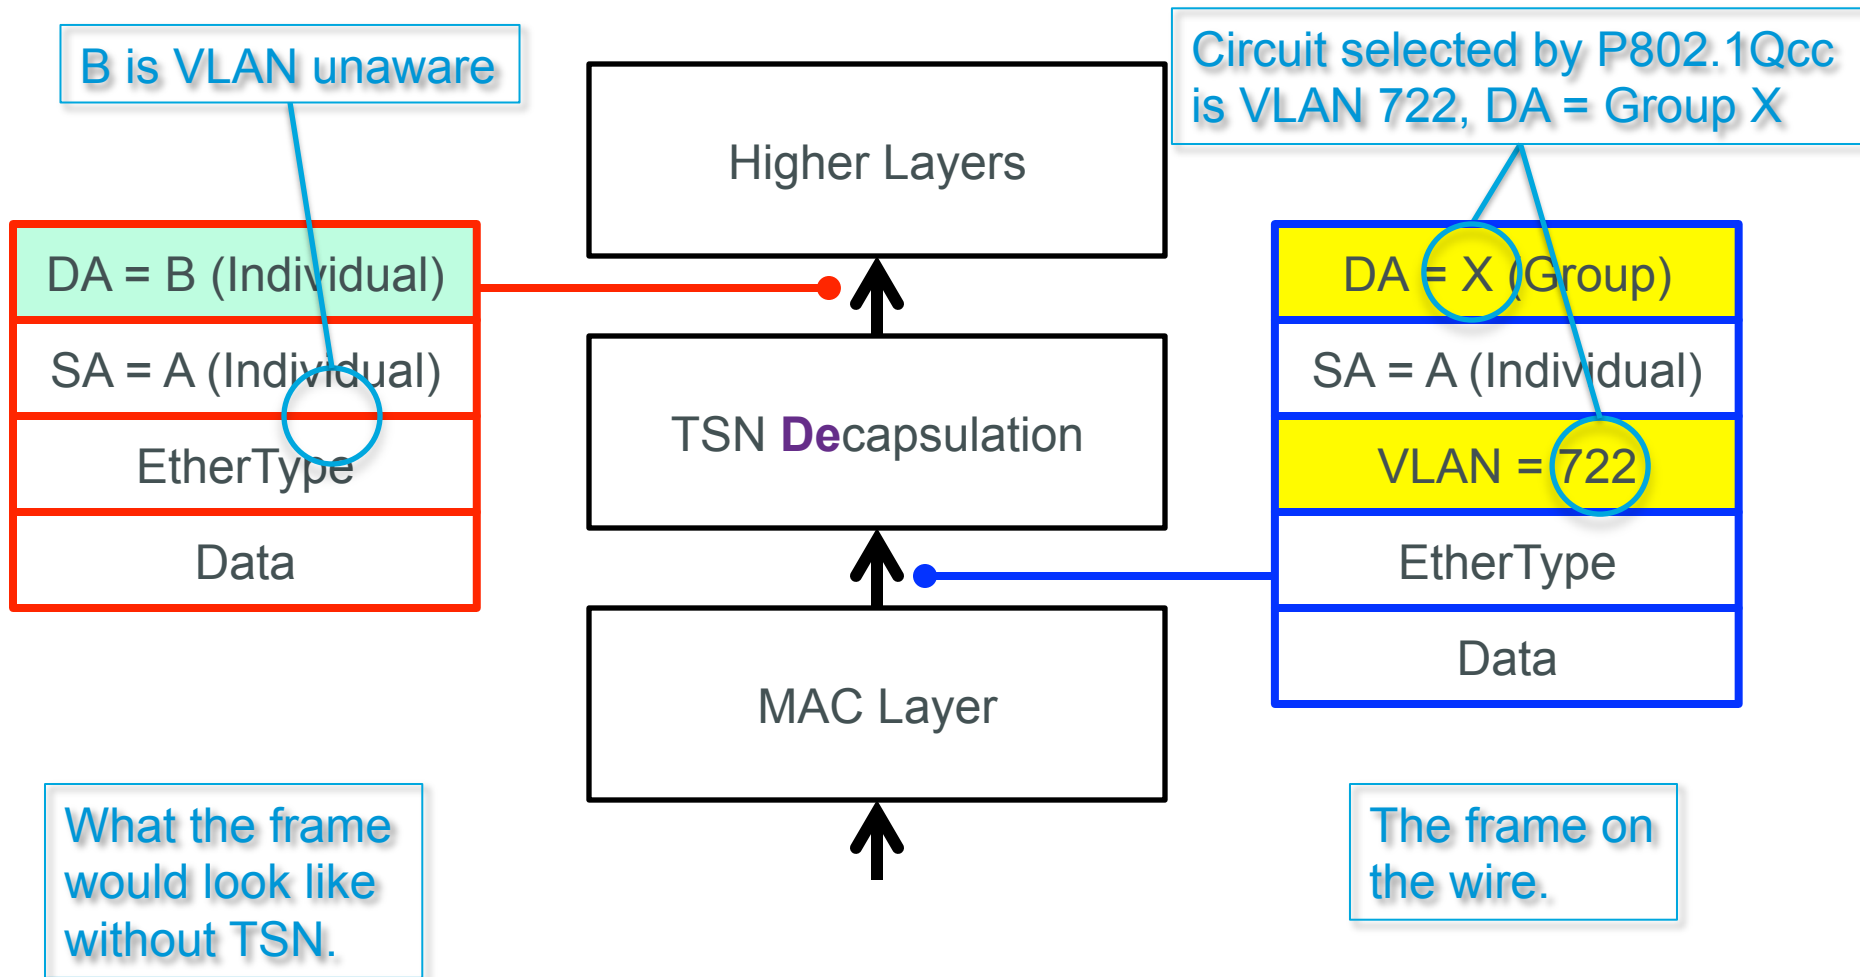 B is VLAN unaware
Circuit selected by P802.1Qcc
is VLAN 722, DA = Group X
Higher Layers
DA = B (Individual)
SA = A (Individual)
EtherType
Data
TSN Decapsulation
DA = X (Group)
SA = A (Individual)
VLAN = 722
EtherType
Data
MAC Layer
What the frame
would look like
without TSN.
The frame on
the wire.